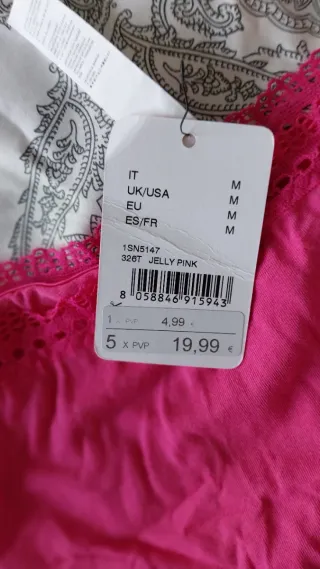 IT M
UK/USA M
EU M
ES/FR M
1SN5147
326T JELLY PINK
8 058846 915943
1 x PVP 4,99 €
5 X PVP 19,99 €